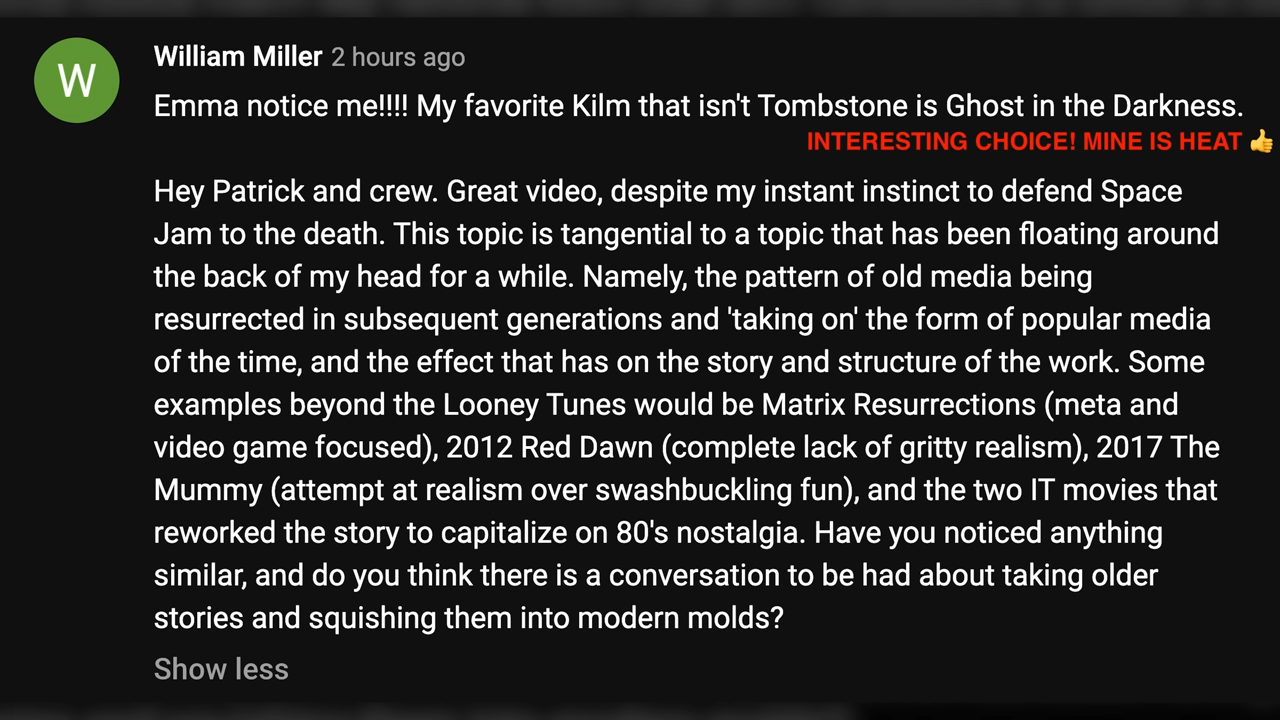 W
William Miller 2 hours ago
Emma notice me!!!! My favorite Kilm that isn't Tombstone is Ghost in the Darkness.
INTERESTING CHOICE! MINE IS HEAT 👍
Hey Patrick and crew. Great video, despite my instant instinct to defend Space
Jam to the death. This topic is tangential to a topic that has been floating around
the back of my head for a while. Namely, the pattern of old media being
resurrected in subsequent generations and 'taking on' the form of popular media
of the time, and the effect that has on the story and structure of the work. Some
examples beyond the Looney Tunes would be Matrix Resurrections (meta and
video game focused), 2012 Red Dawn (complete lack of gritty realism), 2017 The
Mummy (attempt at realism over swashbuckling fun), and the two IT movies that
reworked the story to capitalize on 80's nostalgia. Have you noticed anything
similar, and do you think there is a conversation to be had about taking older
stories and squishing them into modern molds?
Show less